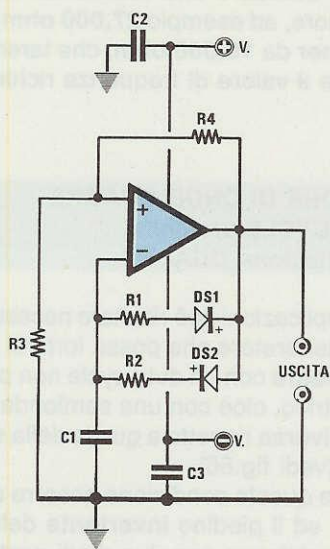 C2
V.
R4
+
−
R1
DS1
+
R2
+
DS2
R3
USCITA
C1
V.
C3